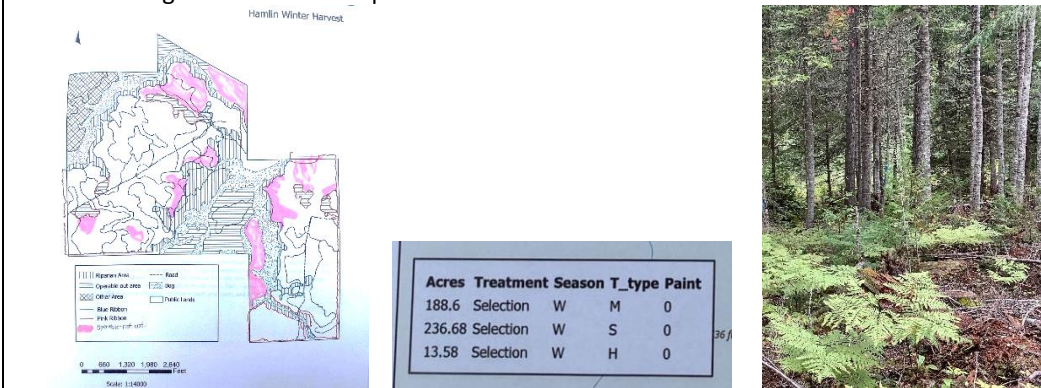 Hamlin Winter Harvest
Riparian Area
Road
Operable out area
Bog
Other Area
Public lands
Blue Ribbon
Pink Ribbon
0 660 1,320 1,980 2,640
Feet
Scale: 1:14000
Acres Treatment Season T_type Paint
188.6 Selection W M 0
236.68 Selection W S 0
13.58 Selection W H 0